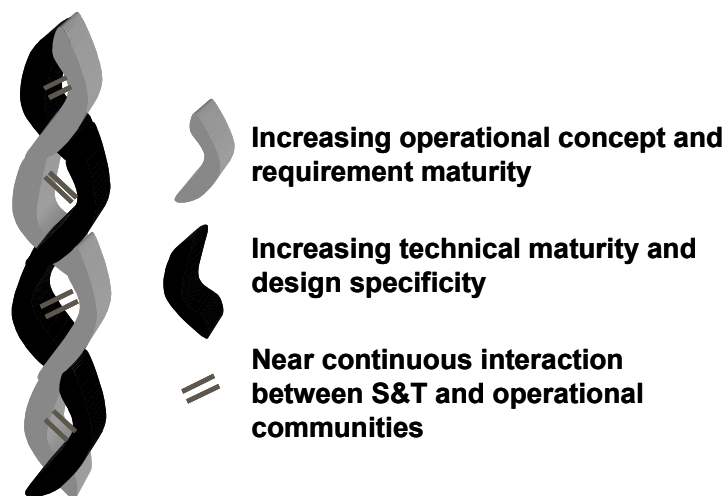 Increasing operational concept and
requirement maturity
Increasing technical maturity and
design specificity
Near continuous interaction
between S&T and operational
communities